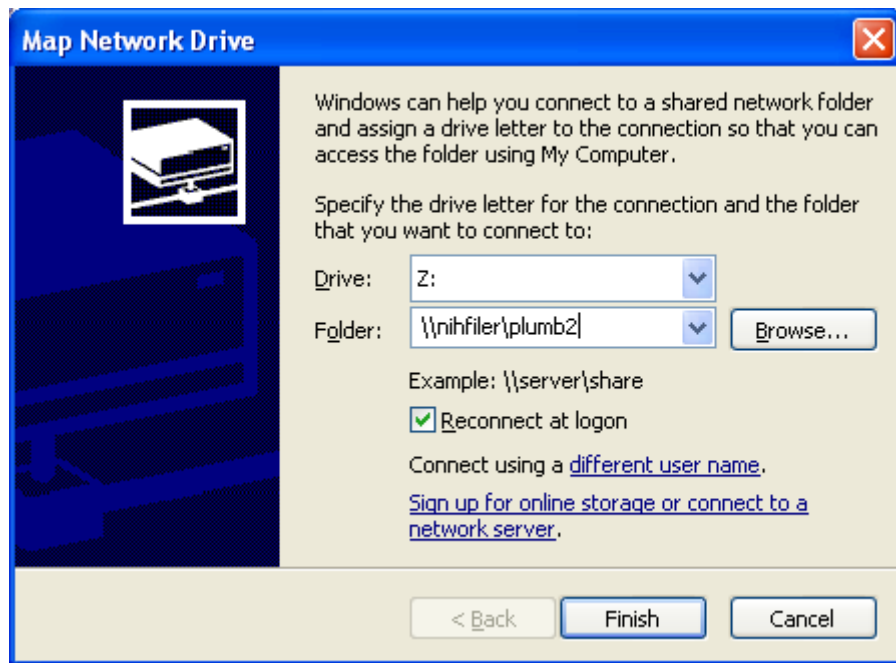 Map Network Drive
Windows can help you connect to a shared network folder
and assign a drive letter to the connection so that you can
access the folder using My Computer.
Specify the drive letter for the connection and the folder
that you want to connect to:
Drive: Z:
Folder: \\nihfiler\plumb2 Browse...
Example: \\server\share
Reconnect at logon
Connect using a different user name.
Sign up for online storage or connect to a
network server.
< Back Finish Cancel